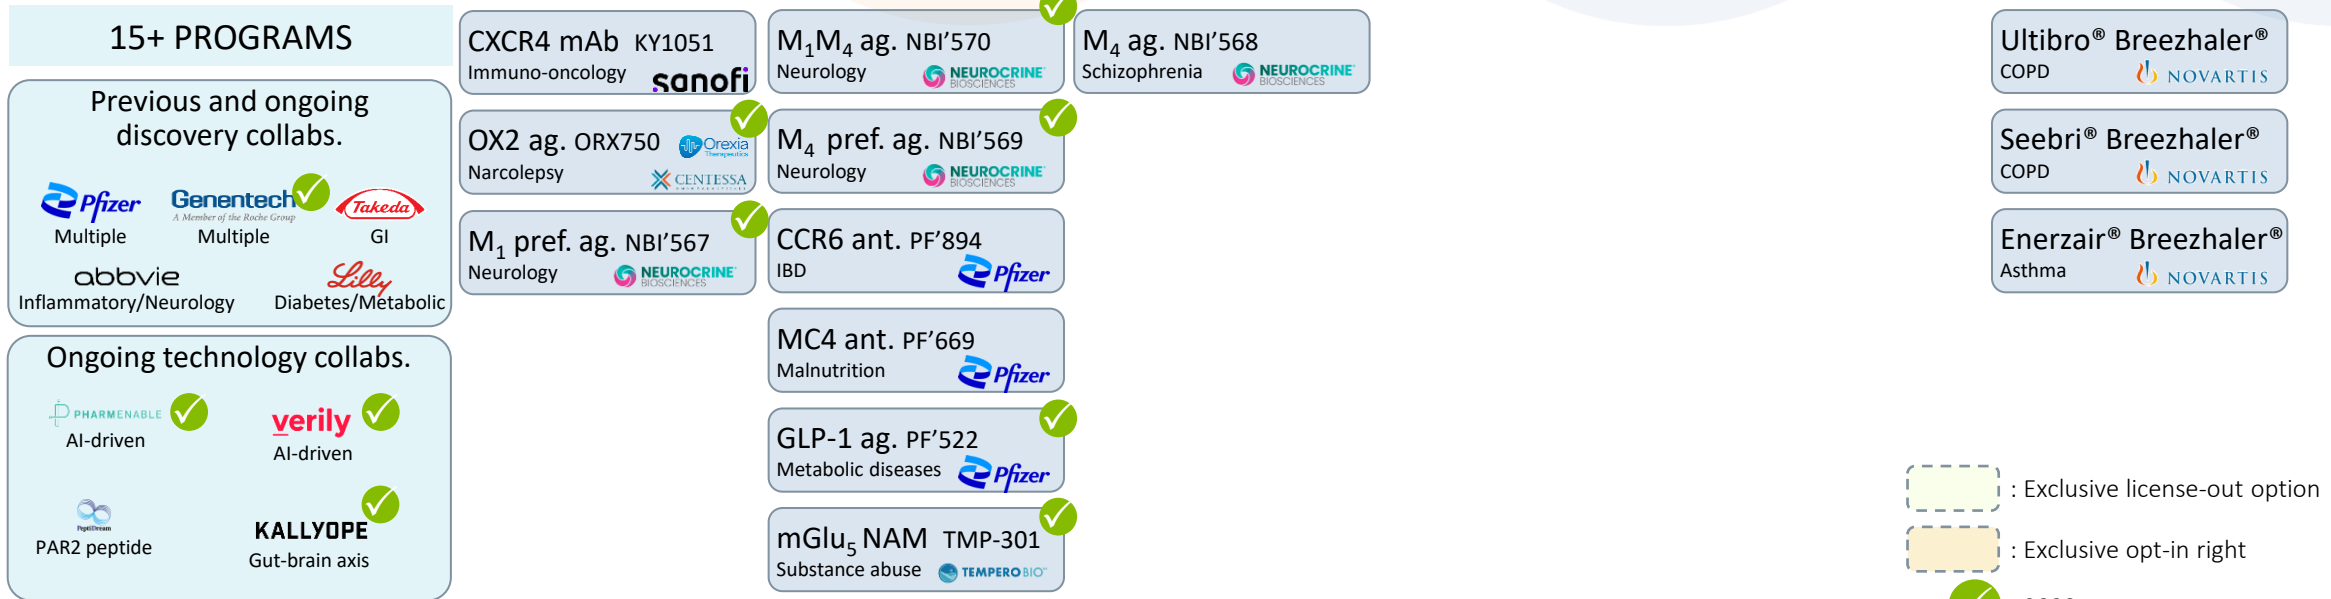 15+ PROGRAMS
Previous and ongoing
discovery collabs.
Pfizer
Multiple
Genentech
A Member of the Roche Group
Multiple
Takeda
GI
abbvie
Inflammatory/Neurology
Lilly
Diabetes/Metabolic
Ongoing technology collabs.
PHARMENABLE
AI-driven
verily
AI-driven
PeptiDream
PAR2 peptide
KALLYOPE
Gut-brain axis
CXCR4 mAb KY1051
Immuno-oncology
sanofi
OX2 ag. ORX750
Orexia
Therapeutics
Narcolepsy
CENTESSA
M₁ pref. ag. NBI’567
Neurology
NEUROCRINE
BIOSCIENCES
M₁M₄ ag. NBI’570
Neurology
NEUROCRINE
BIOSCIENCES
M₄ pref. ag. NBI’569
Neurology
NEUROCRINE
BIOSCIENCES
CCR6 ant. PF’894
IBD
Pfizer
MC4 ant. PF’669
Malnutrition
Pfizer
GLP-1 ag. PF’522
Metabolic diseases
Pfizer
mGlu₅ NAM TMP-301
Substance abuse
TEMPERO BIO
M₄ ag. NBI’568
Schizophrenia
NEUROCRINE
BIOSCIENCES
Ultibro® Breezhaler®
COPD
NOVARTIS
Seebri® Breezhaler®
COPD
NOVARTIS
Enerzair® Breezhaler®
Asthma
NOVARTIS
: Exclusive license-out option
: Exclusive opt-in right